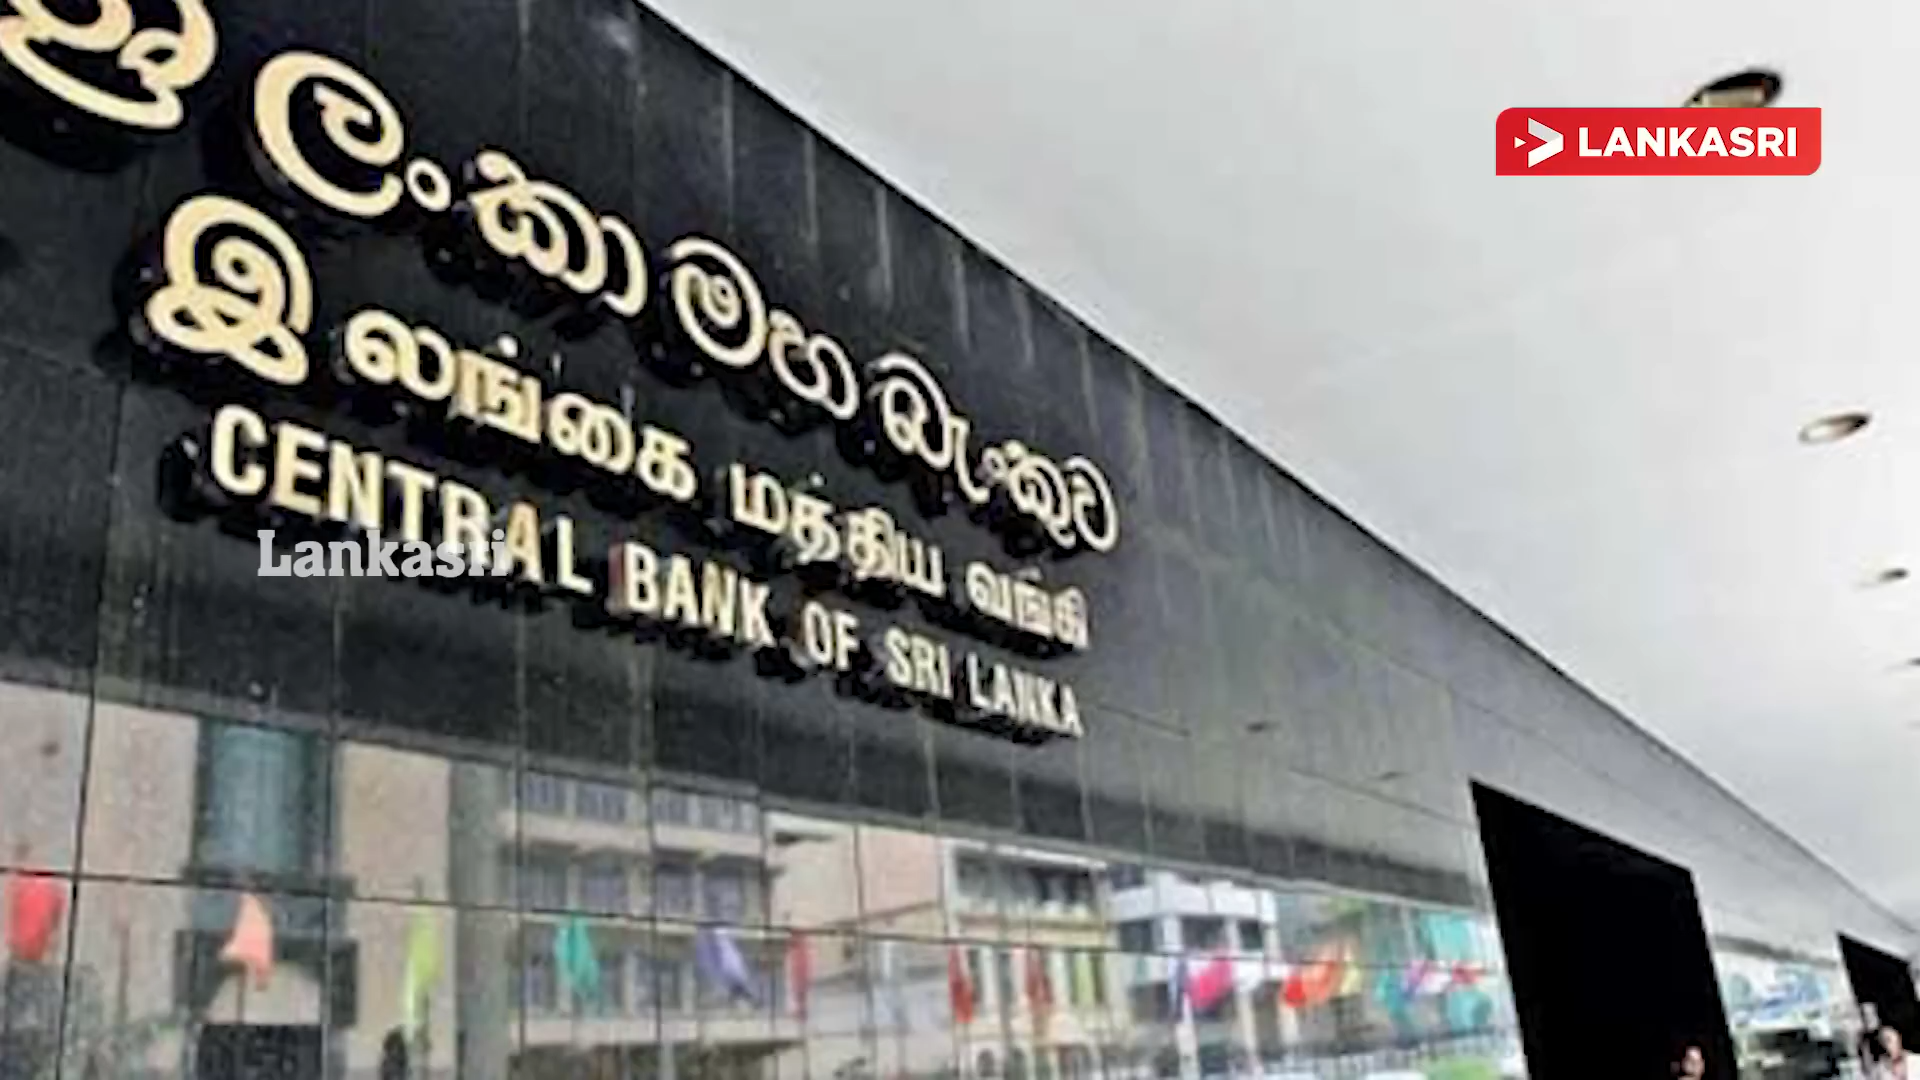 ශ්‍රී ලංකා මහ බැංකුව
இலங்கை மத்திய வங்கி
CENTRAL BANK OF SRI LANKA
Lankasri
LANKASRI